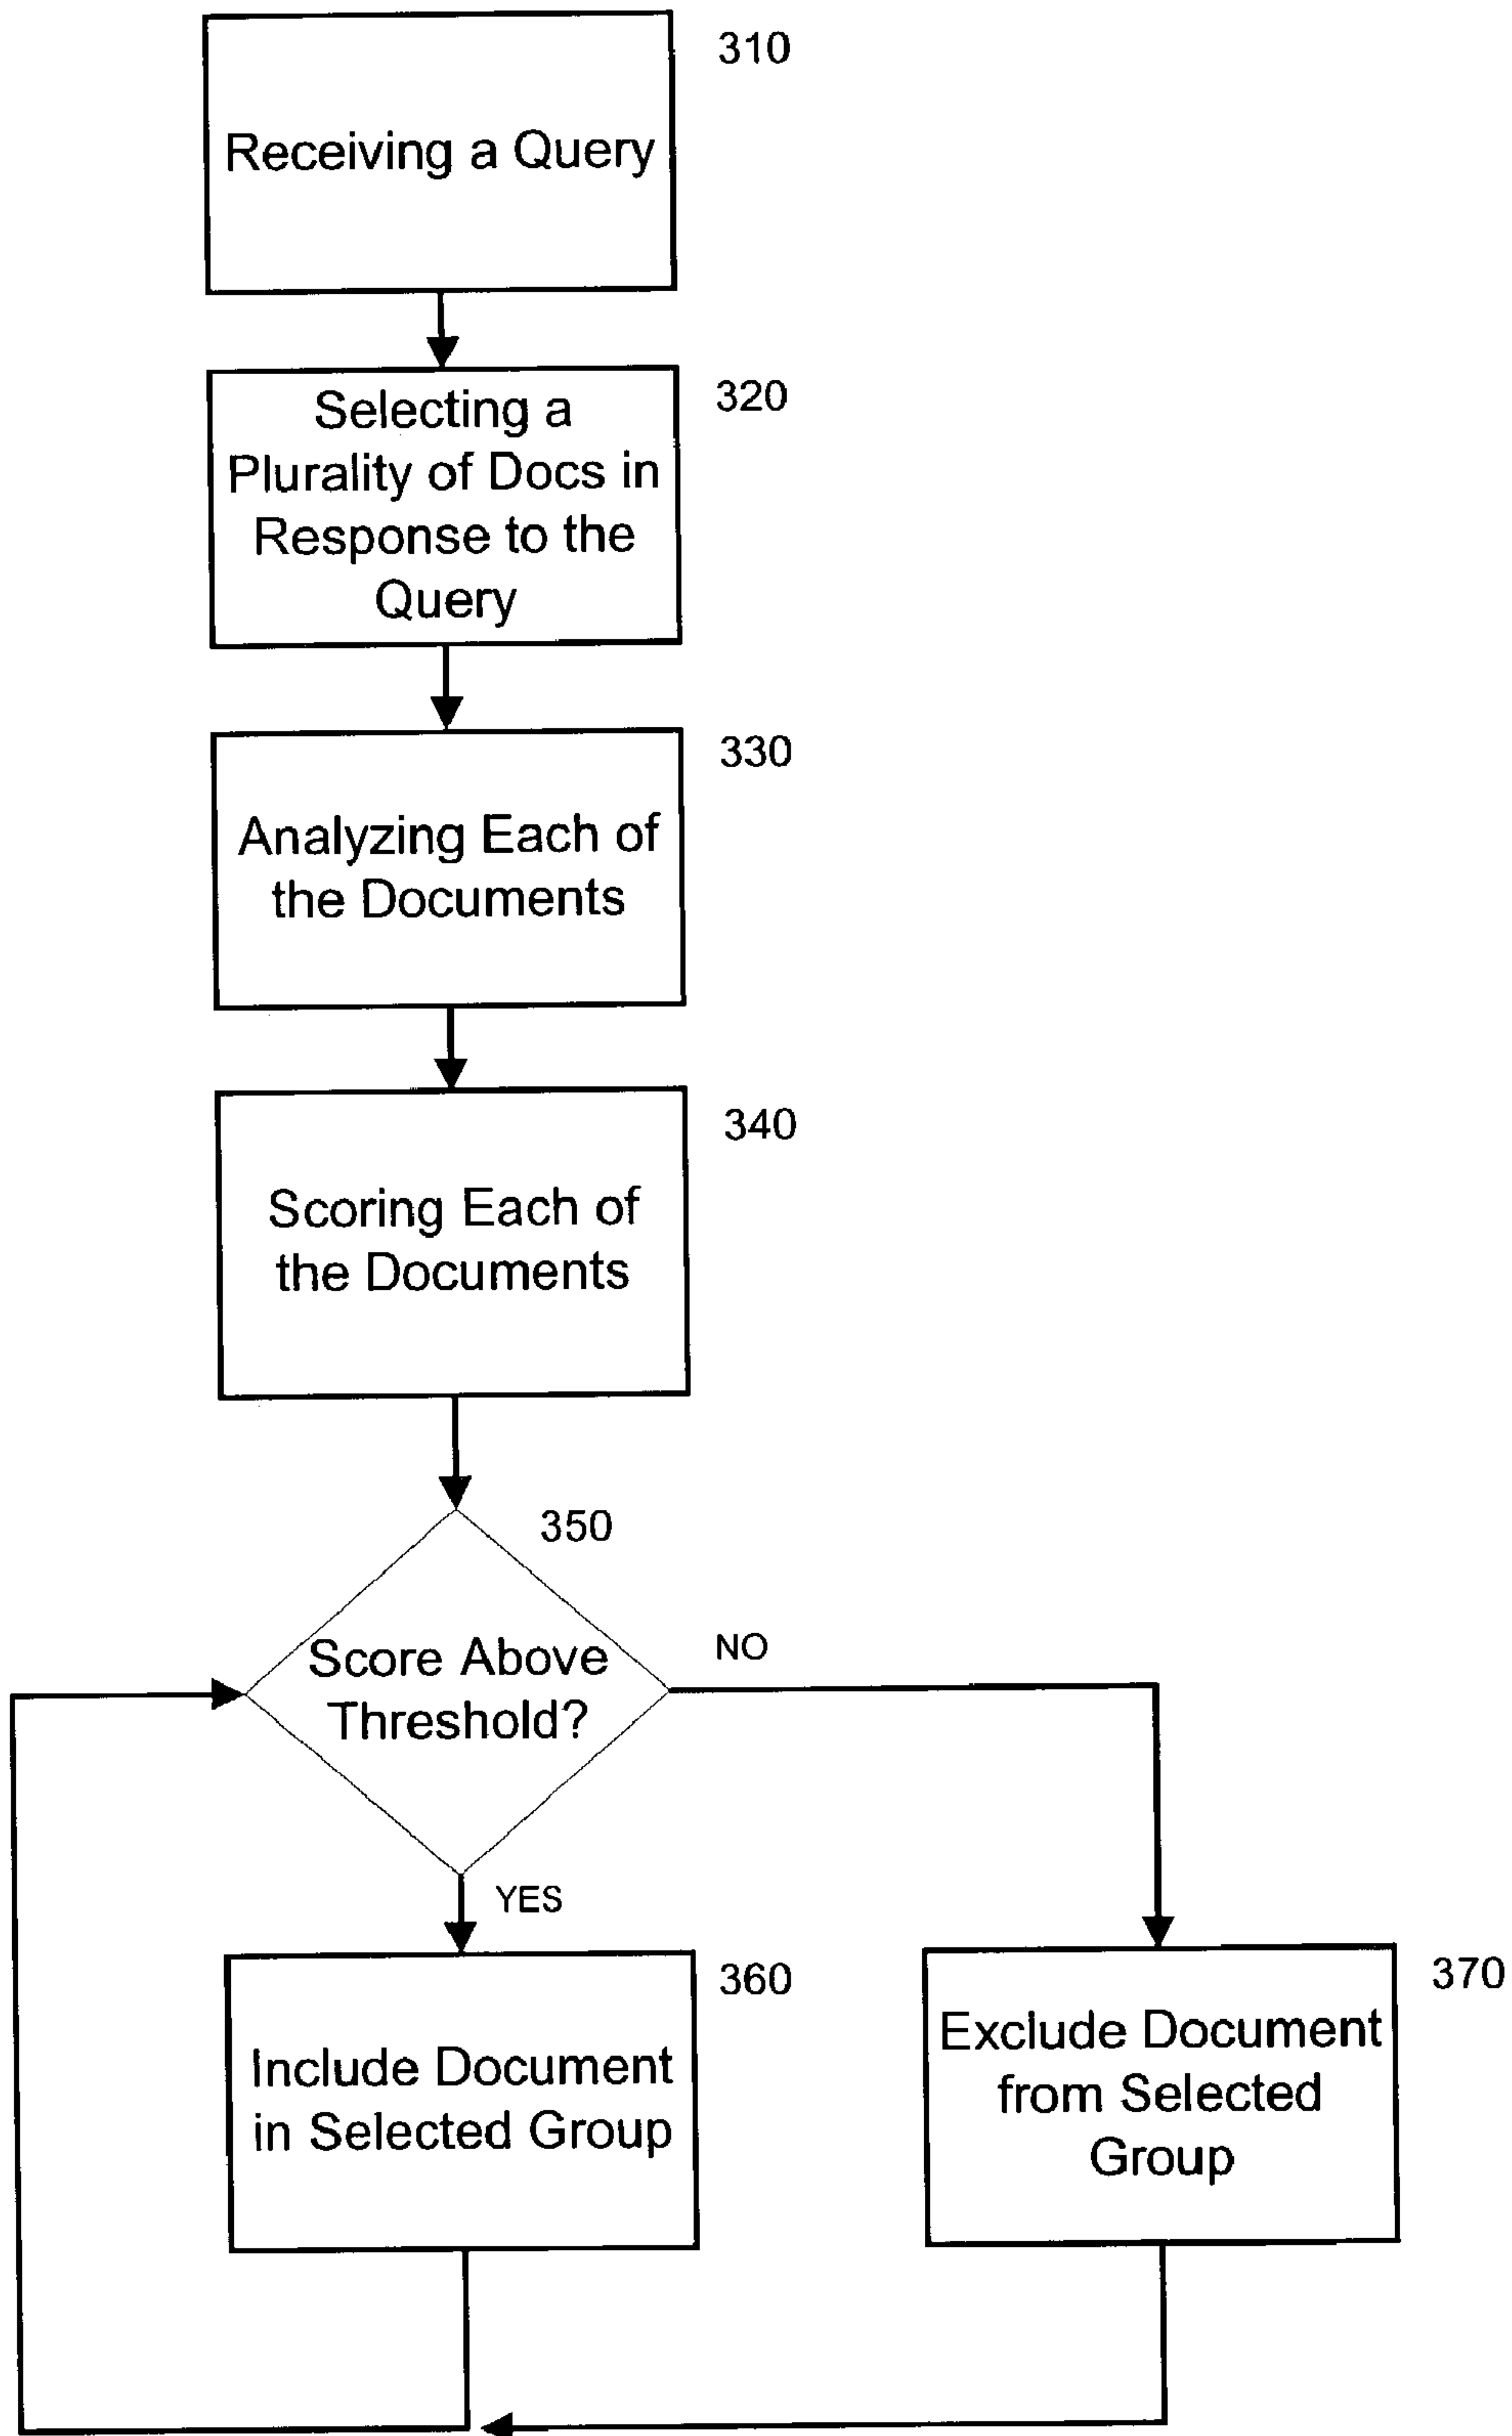 310
Receiving a Query
320
Selecting a
Plurality of Docs in
Response to the
Query
330
Analyzing Each of
the Documents
340
Scoring Each of
the Documents
350
Score Above
Threshold?
NO
YES
360
Include Document
in Selected Group
370
Exclude Document
from Selected
Group